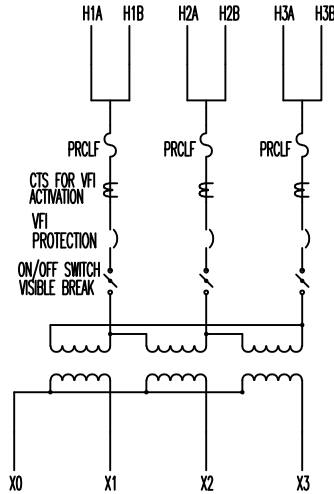 H1A H1B H2A H2B H3A H3B
PRCLF PRCLF PRCLF
CTS FOR VFI
ACTIVATION
VFI
PROTECTION
ON/OFF SWITCH
VISIBLE BREAK
X0 X1 X2 X3